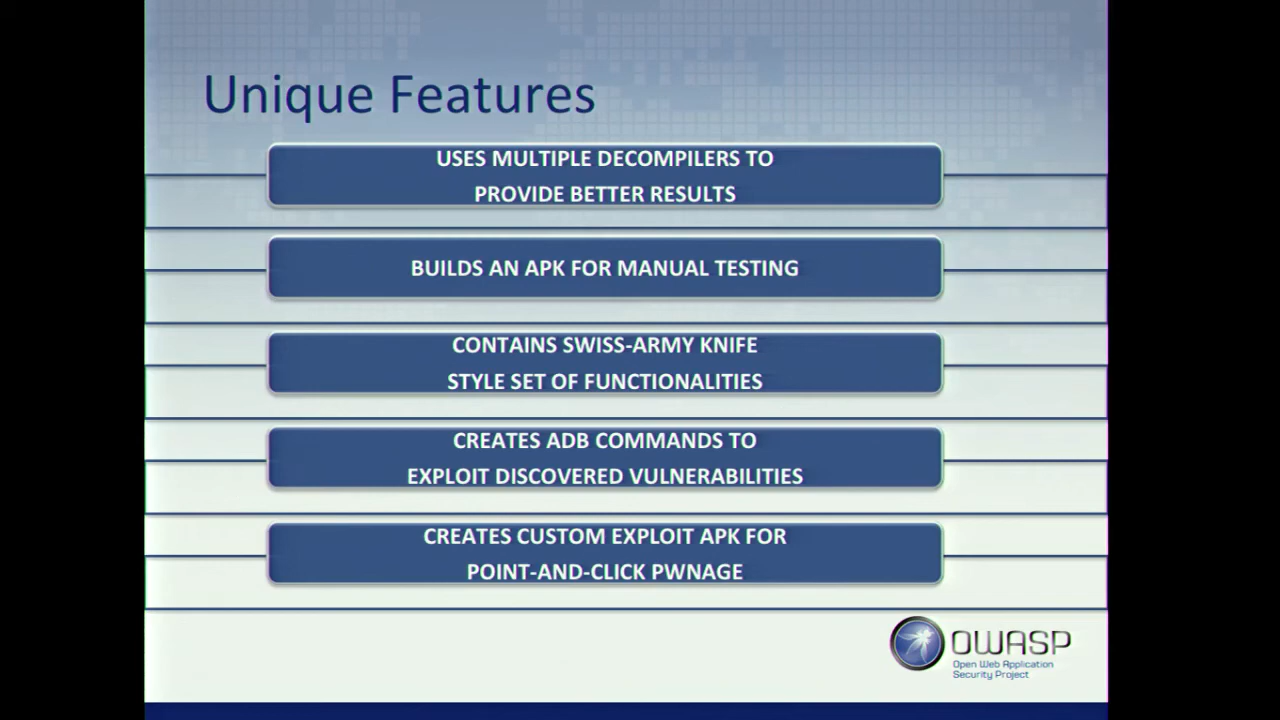 Unique Features
USES MULTIPLE DECOMPILERS TO
PROVIDE BETTER RESULTS
BUILDS AN APK FOR MANUAL TESTING
CONTAINS SWISS-ARMY KNIFE
STYLE SET OF FUNCTIONALITIES
CREATES ADB COMMANDS TO
EXPLOIT DISCOVERED VULNERABILITIES
CREATES CUSTOM EXPLOIT APK FOR
POINT-AND-CLICK PWNAGE
OWASP
Open Web Application
Security Project